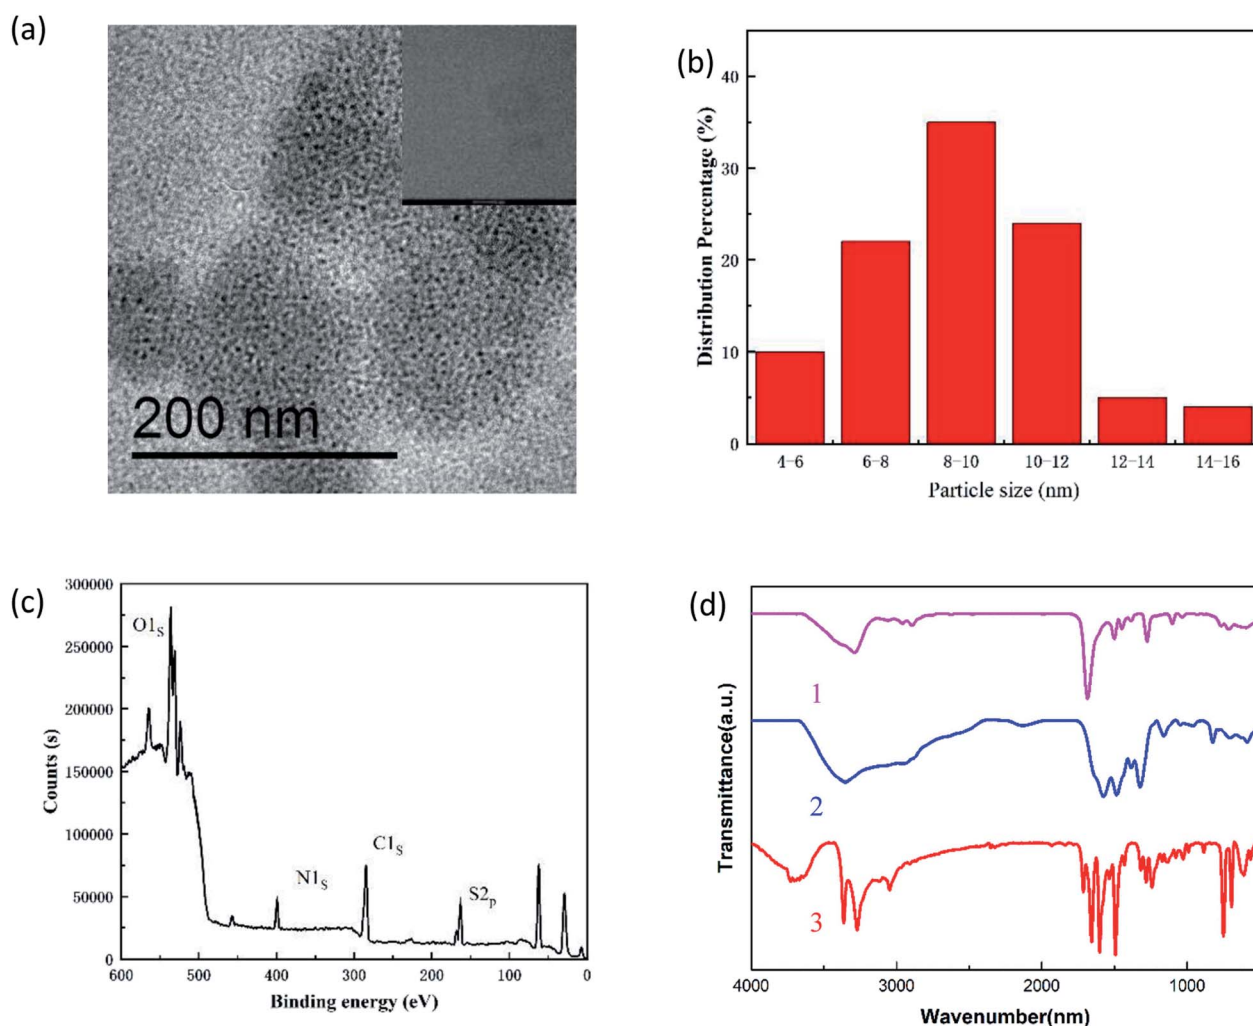 (a)
200 nm
(b)
Distribution Percentage (%)
40
30
20
10
0
4-6
6-8
8-10
10-12
12-14
14-16
Particle size (nm)
(c)
Counts (s)
300000
250000
200000
150000
100000
50000
0
O1s
N1s
C1s
S2p
600
500
400
300
200
100
0
Binding energy (eV)
(d)
Transmittance(a.u.)
1
2
3
4000
3000
2000
1000
Wavenumber(nm)